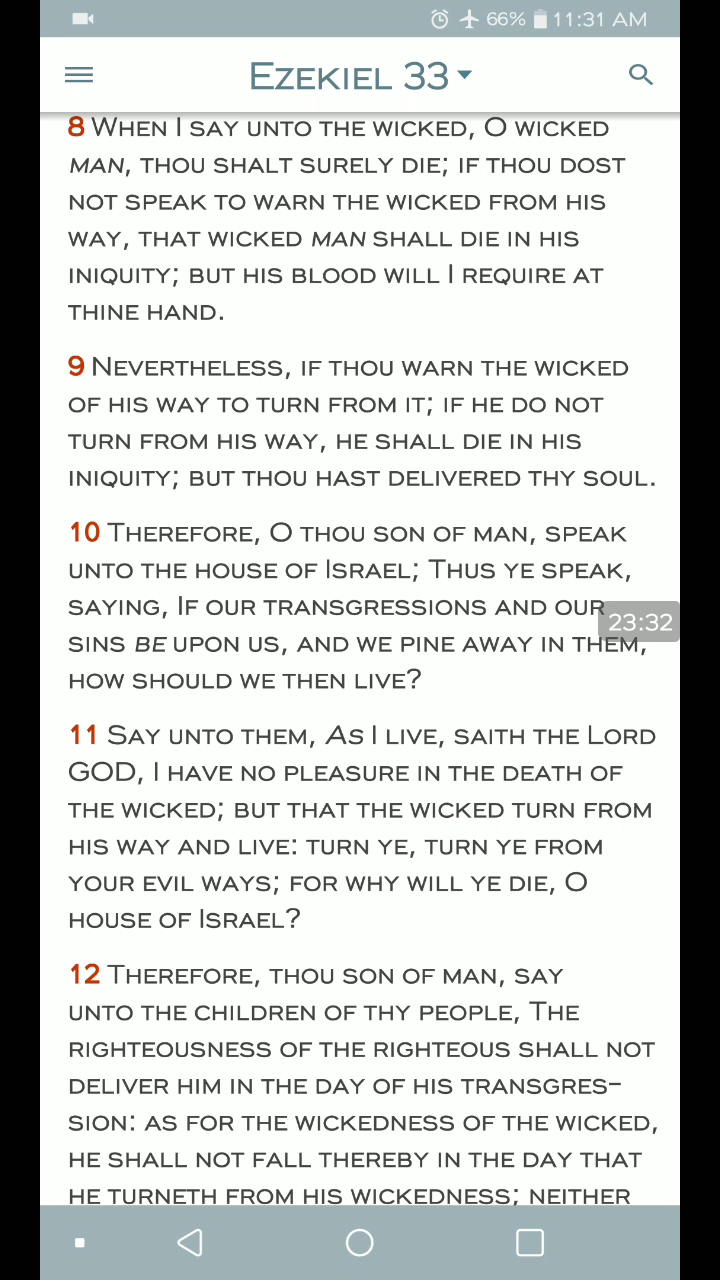 66% 11:31 AM
Ezekiel 33
8 When I say unto the wicked, O wicked
man, thou shalt surely die; if thou dost
not speak to warn the wicked from his
way, that wicked man shall die in his
iniquity; but his blood will I require at
thine hand.
9 Nevertheless, if thou warn the wicked
of his way to turn from it; if he do not
turn from his way, he shall die in his
iniquity; but thou hast delivered thy soul.
10 Therefore, O thou son of man, speak
unto the house of Israel; Thus ye speak,
saying, If our transgressions and our
23:32
sins be upon us, and we pine away in them,
how should we then live?
11 Say unto them, As I live, saith the Lord
GOD, I have no pleasure in the death of
the wicked; but that the wicked turn from
his way and live: turn ye, turn ye from
your evil ways; for why will ye die, O
house of Israel?
12 Therefore, thou son of man, say
unto the children of thy people, The
righteousness of the righteous shall not
deliver him in the day of his transgres-
sion: as for the wickedness of the wicked,
he shall not fall thereby in the day that
he turneth from his wickedness; neither